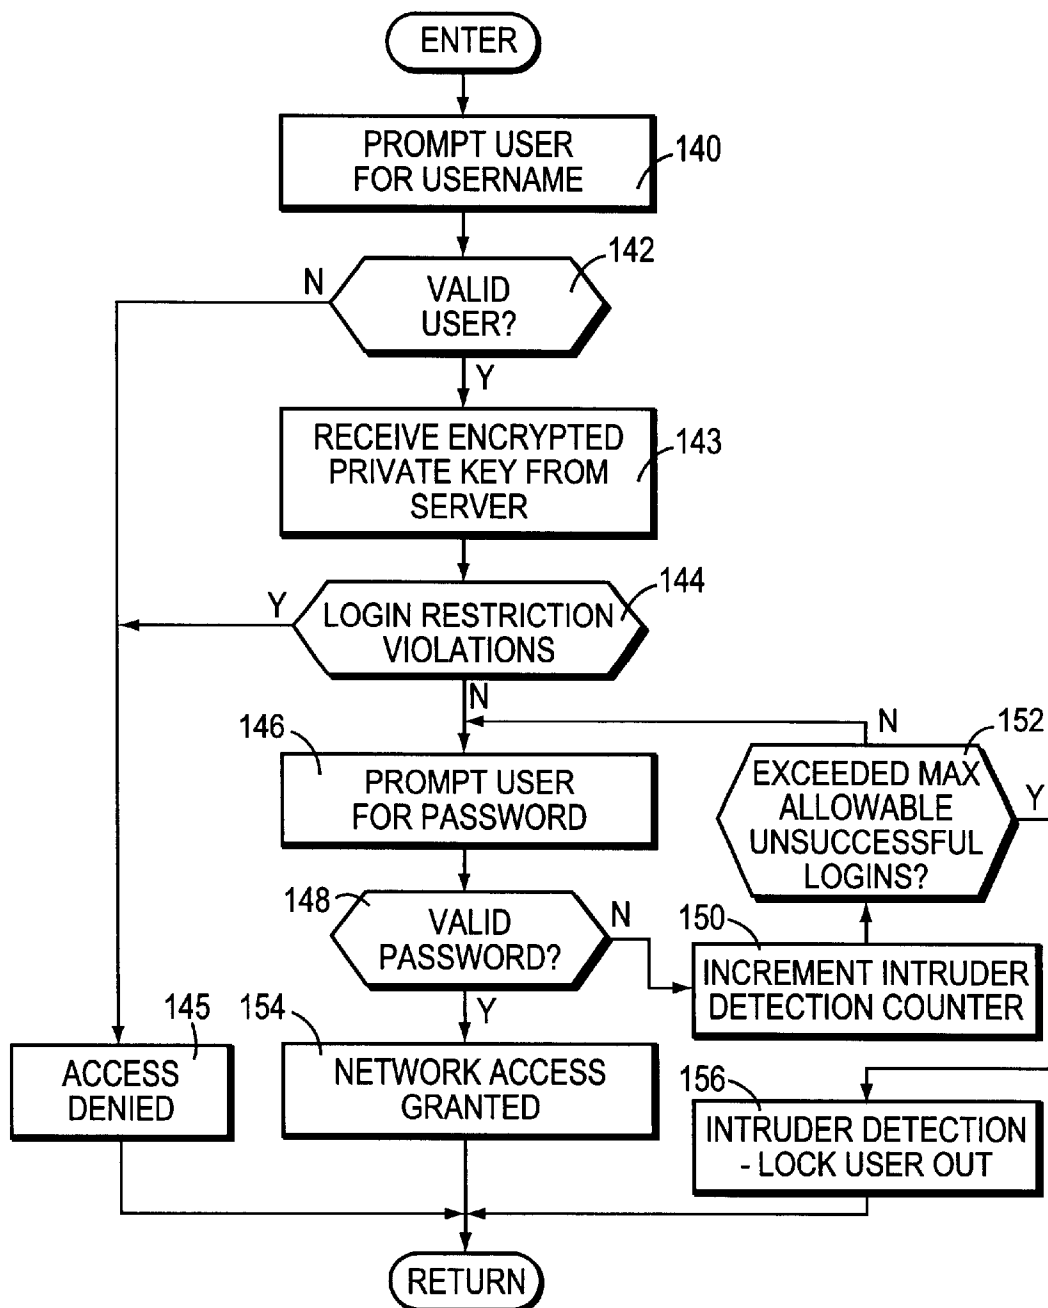 ENTER
PROMPT USER
FOR USERNAME
140
142
N
VALID
USER?
Y
RECEIVE ENCRYPTED
PRIVATE KEY FROM
SERVER
143
144
Y
LOGIN RESTRICTION
VIOLATIONS
N
146
PROMPT USER
FOR PASSWORD
N
152
EXCEEDED MAX
ALLOWABLE
UNSUCCESSFUL
LOGINS?
Y
148
VALID
PASSWORD?
N
Y
150
INCREMENT INTRUDER
DETECTION COUNTER
145
ACCESS
DENIED
154
NETWORK ACCESS
GRANTED
156
INTRUDER DETECTION
- LOCK USER OUT
RETURN